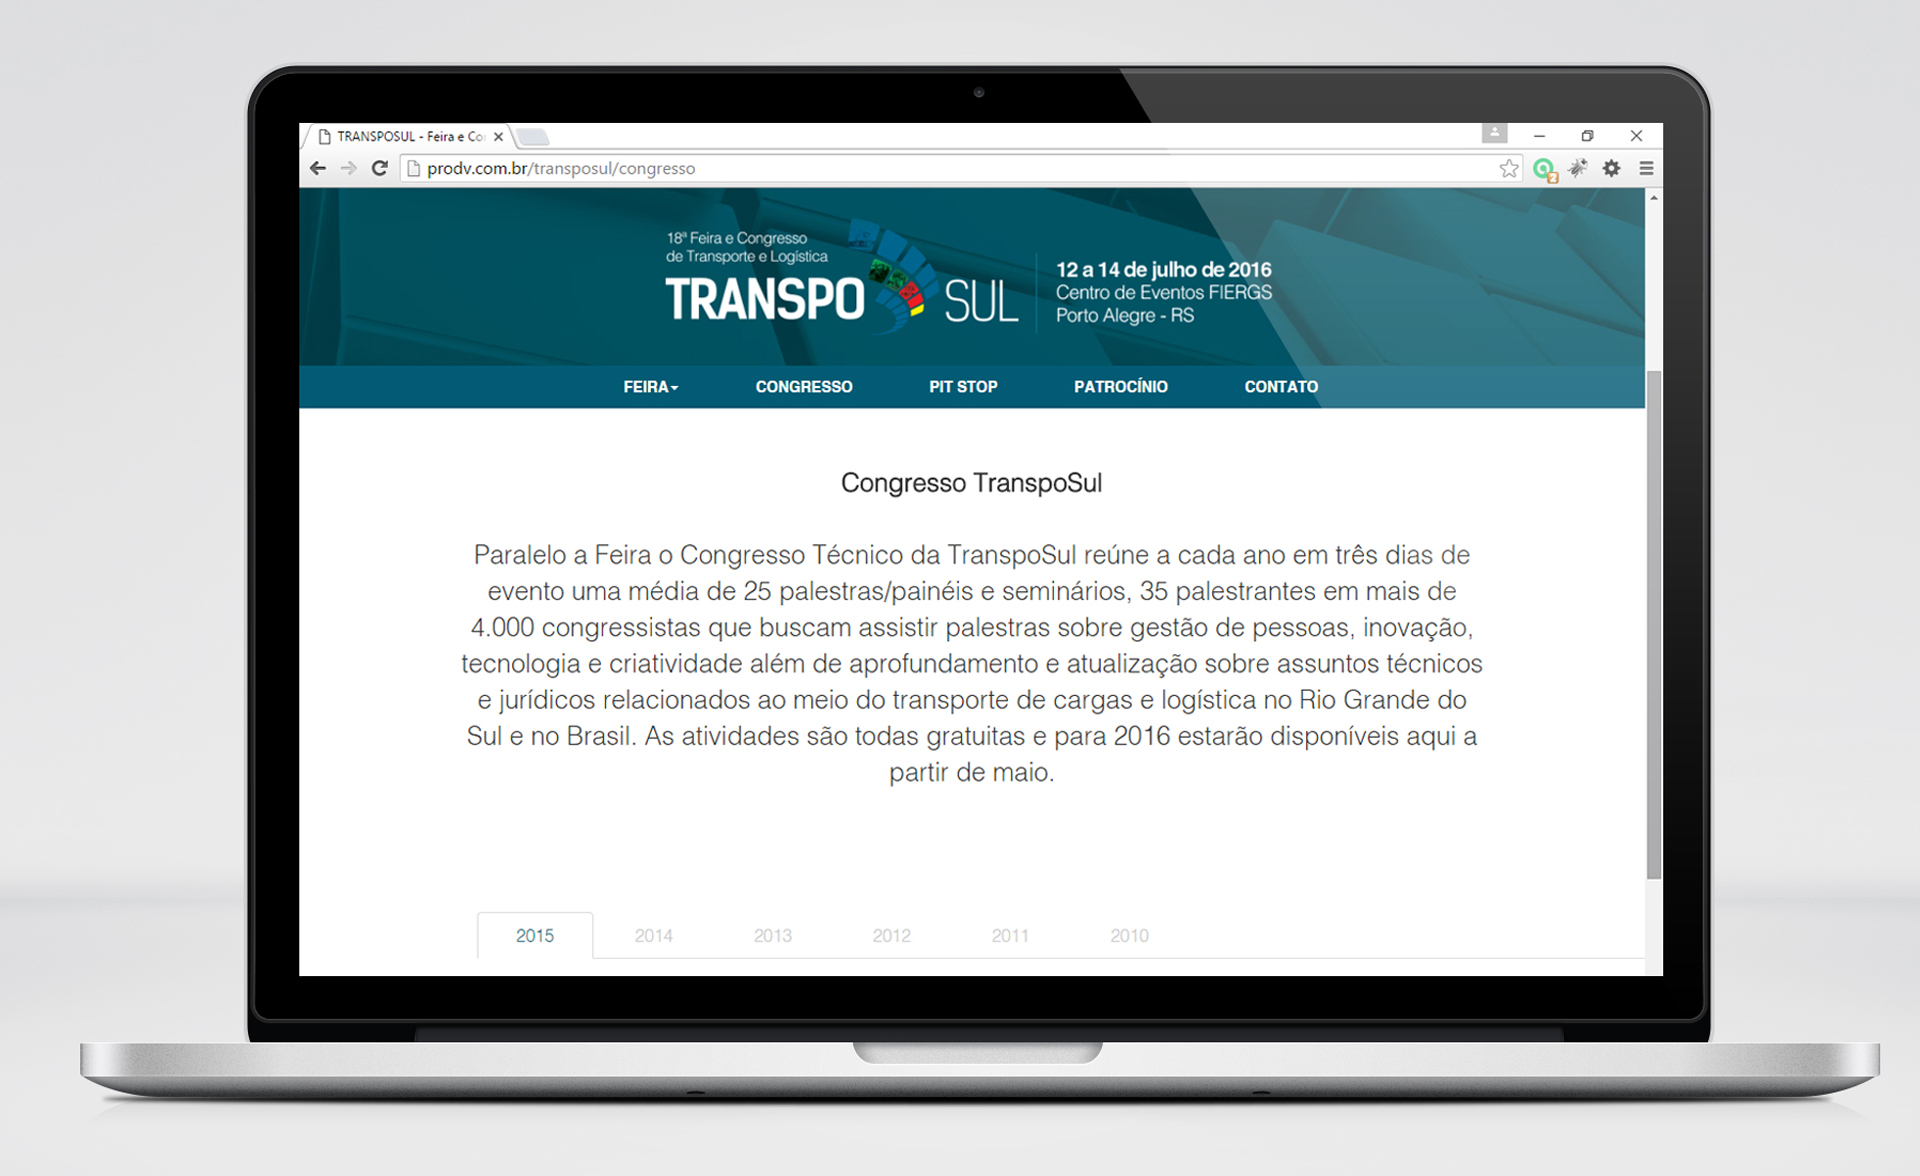 TRANSPOSUL - Feira e Co
prodv.com.br/transposul/congresso
2
18ª Feira e Congresso
de Transporte e Logística
TRANSPO SUL
12 a 14 de julho de 2016
Centro de Eventos FIERGS
Porto Alegre - RS
FEIRA CONGRESSO PIT STOP PATROCÍNIO CONTATO
Congresso TranspoSul
Paralelo a Feira o Congresso Técnico da TranspoSul reúne a cada ano em três dias de
evento uma média de 25 palestras/painéis e seminários, 35 palestrantes em mais de
4.000 congressistas que buscam assistir palestras sobre gestão de pessoas, inovação,
tecnologia e criatividade além de aprofundamento e atualização sobre assuntos técnicos
e jurídicos relacionados ao meio do transporte de cargas e logística no Rio Grande do
Sul e no Brasil. As atividades são todas gratuitas e para 2016 estarão disponíveis aqui a
partir de maio.
2015 2014 2013 2012 2011 2010